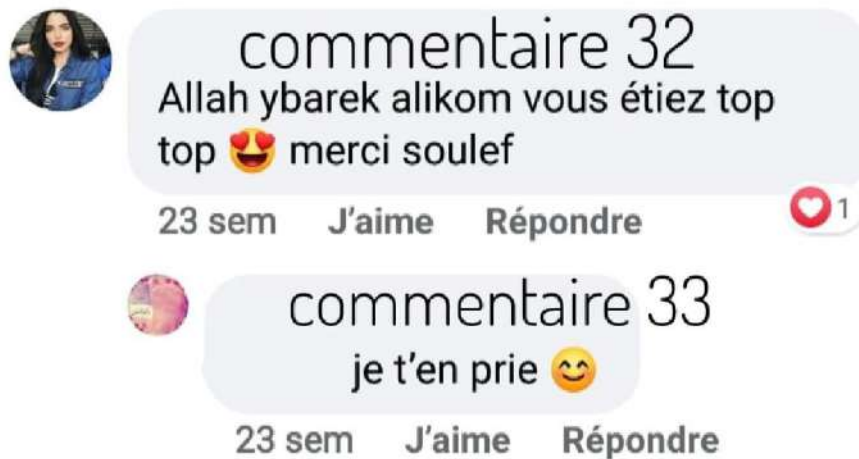 commentaire 32
Allah ybarek alikom vous étiez top
top 😍 merci soulef
23 sem J'aime Répondre
1
commentaire 33
je t'en prie 😊
23 sem J'aime Répondre